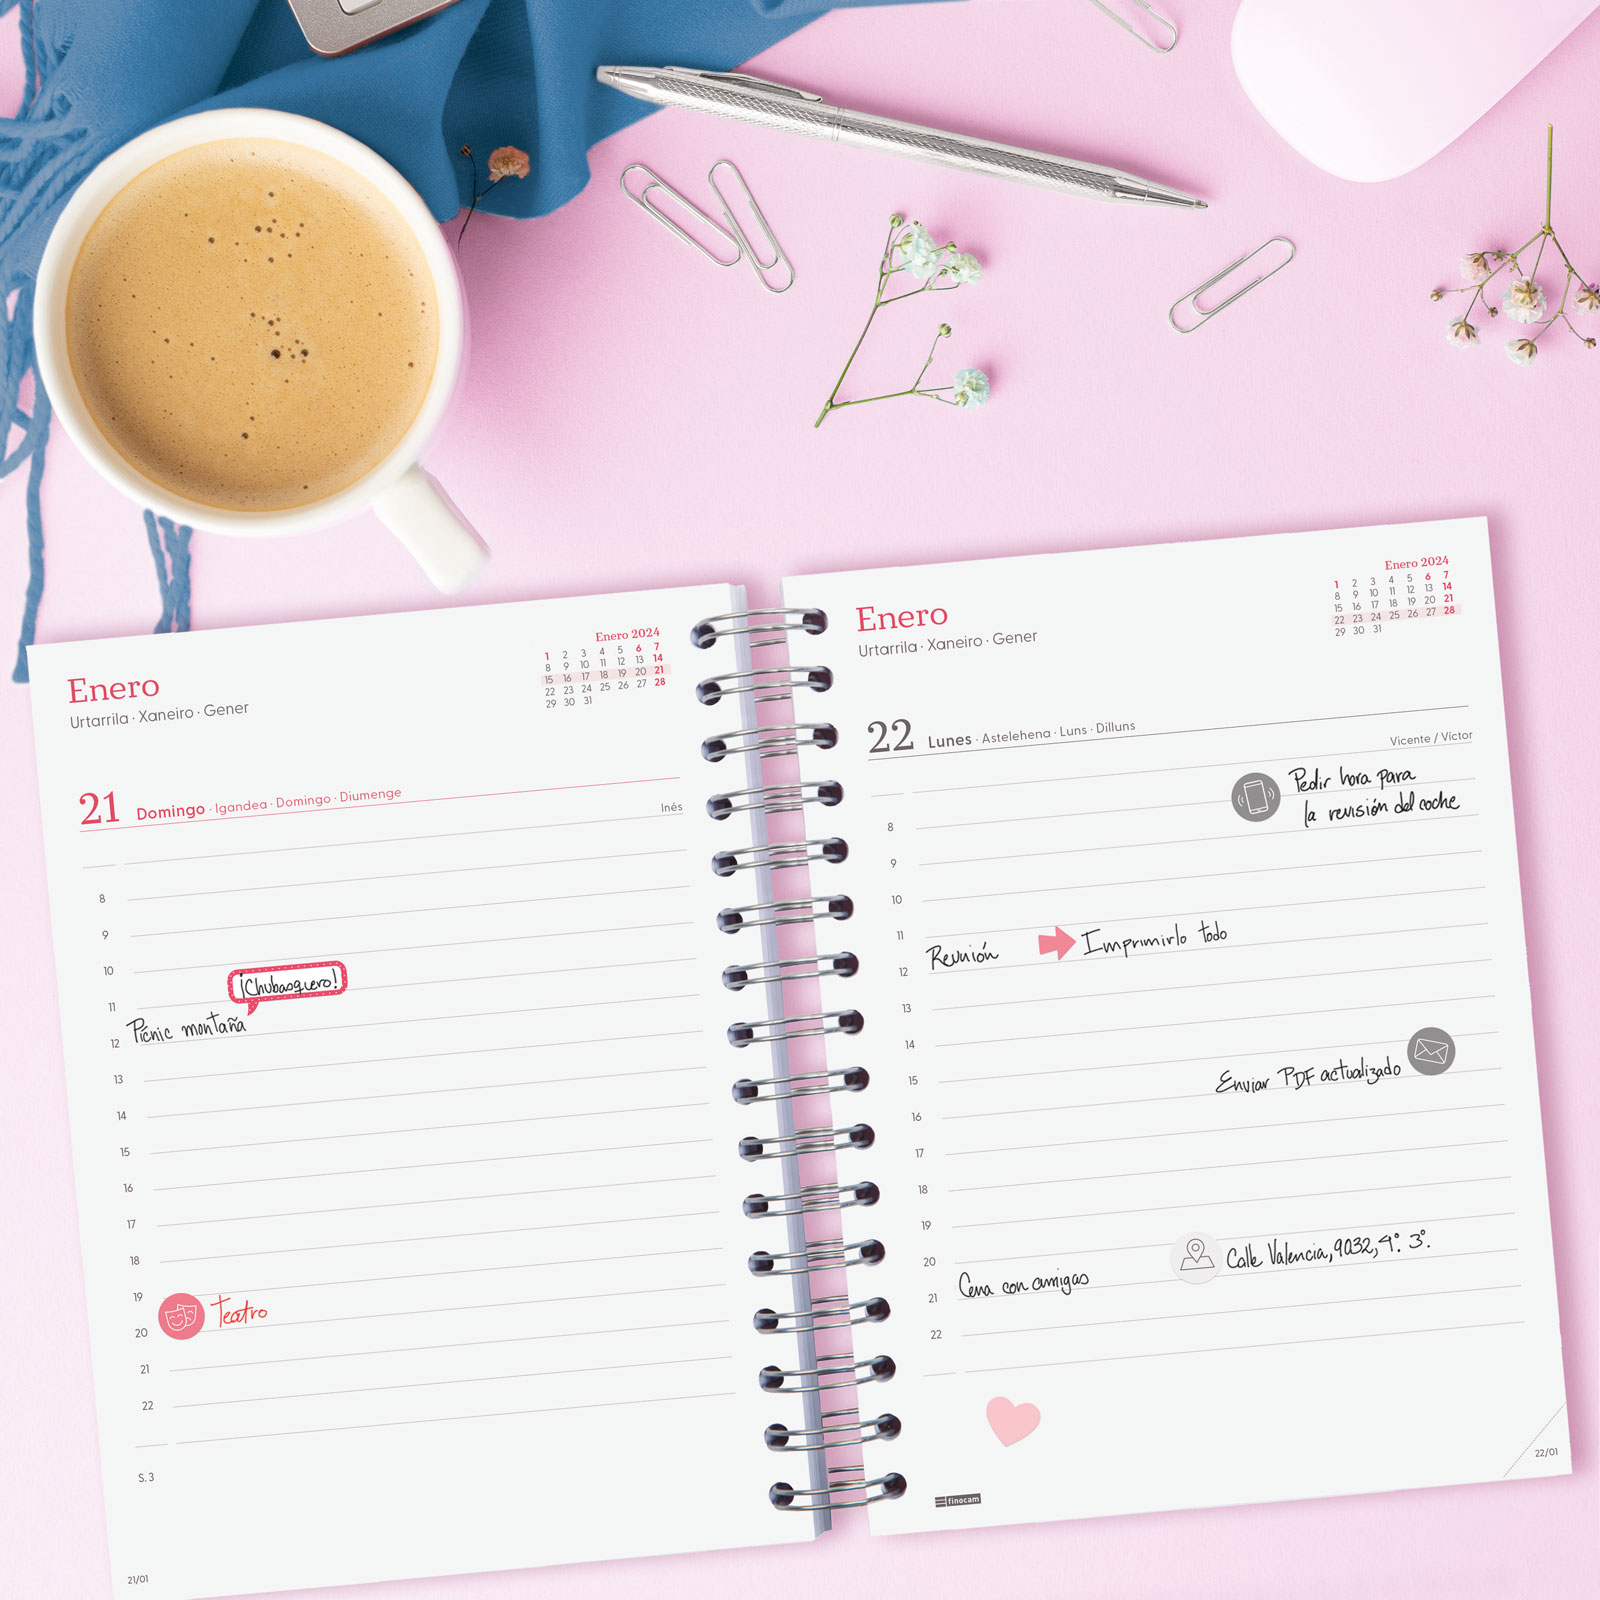 Enero
Urtarrila · Xaneiro · Gener
Enero 2024
1 2 3 4 5 6 7
8 9 10 11 12 13 14
15 16 17 18 19 20 21
22 23 24 25 26 27 28
29 30 31
21 Domingo · Igandea · Domingo · Diumenge
Inés
8
9
10
¡Chubasquero!
11
Pícnic montaña
12
13
14
15
16
17
18
19
Teatro
20
21
22
S. 3
21/01
Enero
Urtarrila · Xaneiro · Gener
Enero 2024
1 2 3 4 5 6 7
8 9 10 11 12 13 14
15 16 17 18 19 20 21
22 23 24 25 26 27 28
29 30 31
22 Lunes · Astelehena · Luns · Dilluns
Vicente / Víctor
Pedir hora para
la revisión del coche
8
9
10
11
Reunión Imprimirlo todo
12
13
14
15
Enviar PDF actualizado
16
17
18
19
20
Calle Valencia, 9032, 4º. 3º.
Cena con amigas
21
22
finocam
22/01